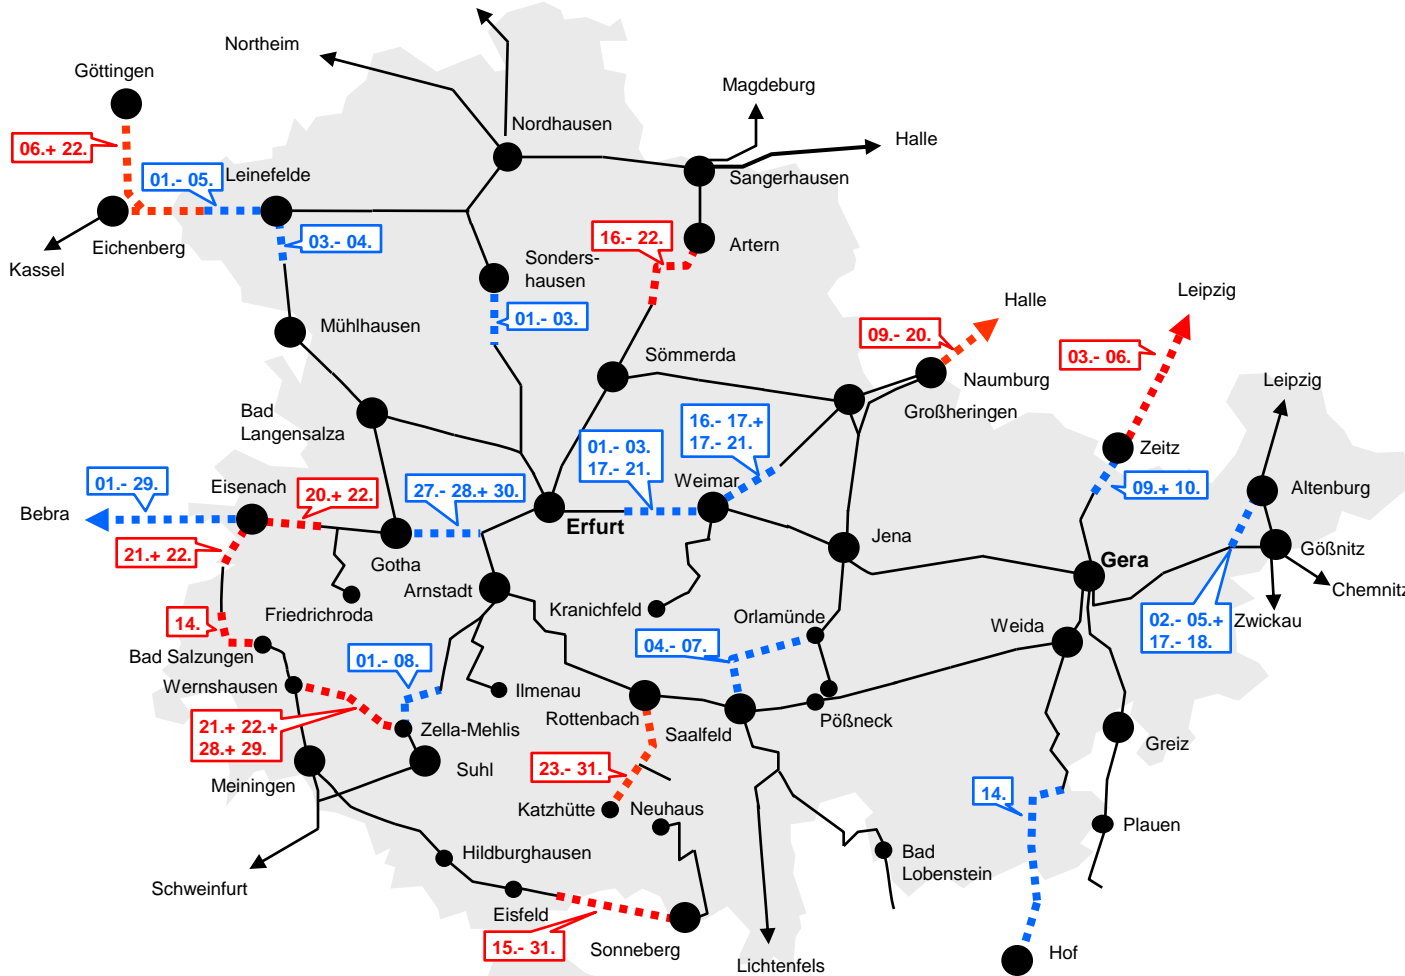 Northeim
Göttingen
Magdeburg
Nordhausen
Halle
06.+ 22.
01.- 05.
Leinefelde
Sangerhausen
Eichenberg
03.- 04.
16.- 22.
Artern
Kassel
Sonders-
hausen
Halle
Leipzig
01.- 03.
Mühlhausen
09.- 20.
03.- 06.
Sömmerda
Naumburg
Leipzig
Großheringen
Bad
Langensalza
16.- 17.+
17.- 21.
01.- 03.
17.- 21.
Zeitz
01.- 29.
Eisenach
20.+ 22.
27.- 28.+ 30.
Weimar
09.+ 10.
Altenburg
Bebra
Erfurt
21.+ 22.
Gotha
Jena
Gera
Gößnitz
Arnstadt
Chemnitz
Friedrichroda
Kranichfeld
Orlamünde
02.- 05.+
17.- 18.
Zwickau
14.
Weida
Bad Salzungen
01.- 08.
04.- 07.
Wernshausen
Ilmenau
21.+ 22.+
28.+ 29.
Zella-Mehlis
Rottenbach
Saalfeld
Pößneck
Greiz
Meiningen
Suhl
23.- 31.
14.
Katzhütte
Neuhaus
Plauen
Hildburghausen
Bad
Lobenstein
Schweinfurt
Eisfeld
15.- 31.
Sonneberg
Hof
Lichtenfels